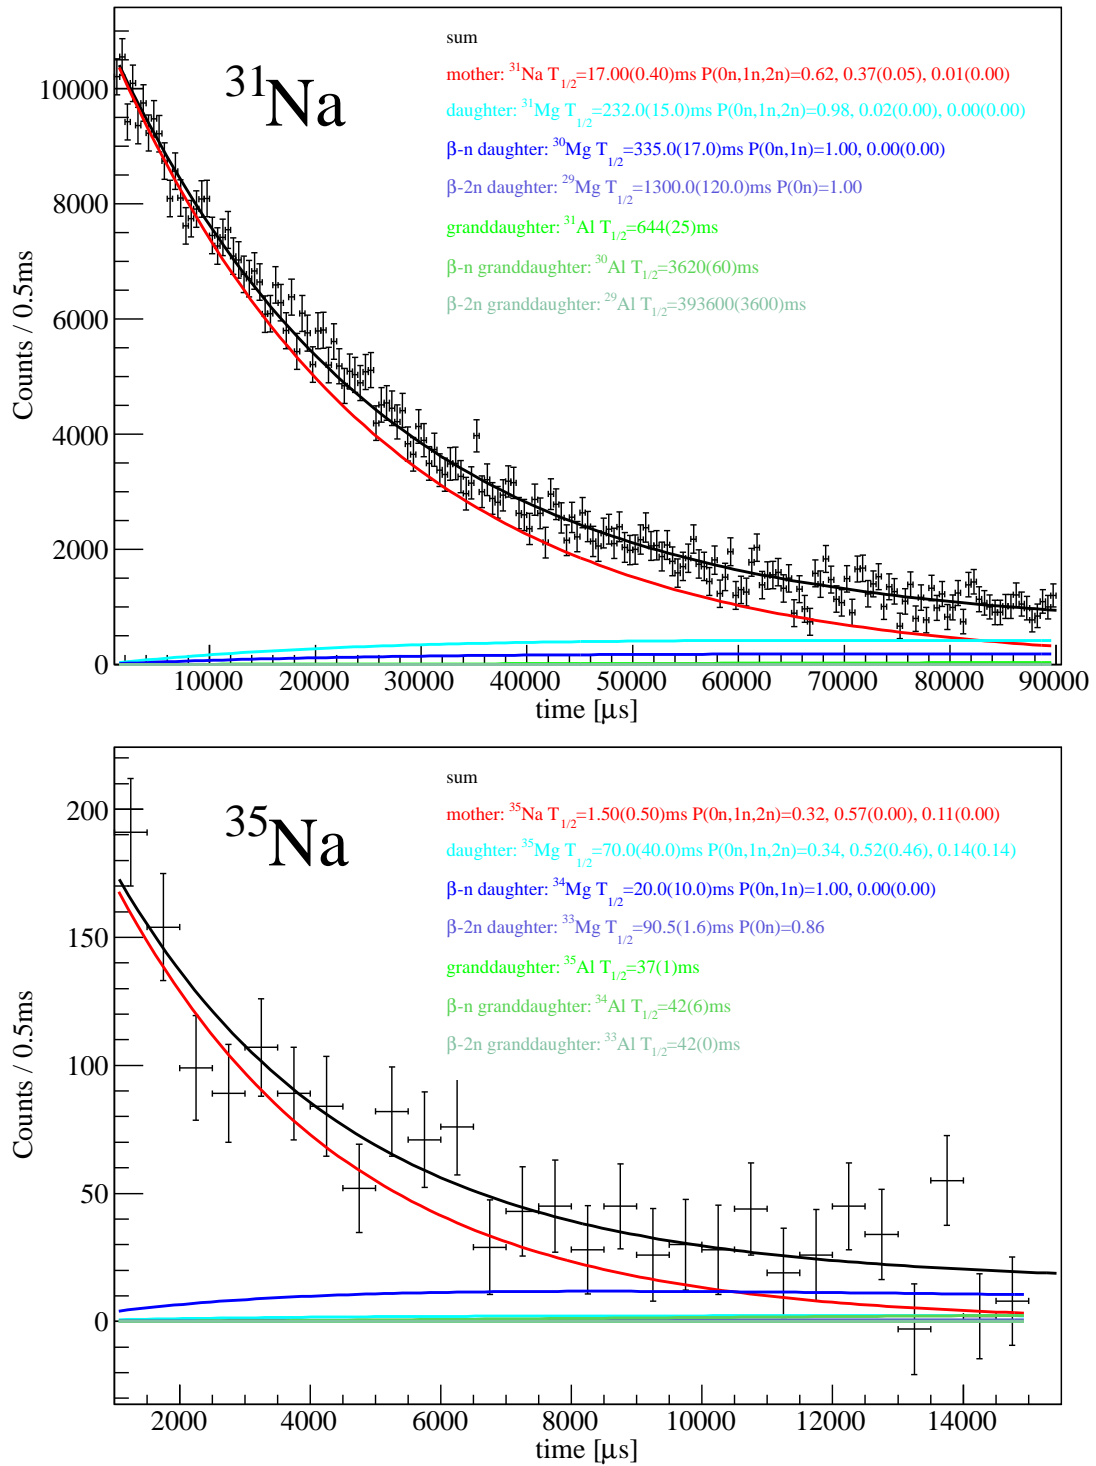 sum
³¹Na
mother: ³¹Na T₁/₂=17.00(0.40)ms P(0n,1n,2n)=0.62, 0.37(0.05), 0.01(0.00)
daughter: ³¹Mg T₁/₂=232.0(15.0)ms P(0n,1n,2n)=0.98, 0.02(0.00), 0.00(0.00)
β-n daughter: ³⁰Mg T₁/₂=335.0(17.0)ms P(0n,1n)=1.00, 0.00(0.00)
β-2n daughter: ²⁹Mg T₁/₂=1300.0(120.0)ms P(0n)=1.00
granddaughter: ³¹Al T₁/₂=644(25)ms
β-n granddaughter: ³⁰Al T₁/₂=3620(60)ms
β-2n granddaughter: ²⁹Al T₁/₂=393600(3600)ms
Counts / 0.5ms
10000
8000
6000
4000
2000
0
10000 20000 30000 40000 50000 60000 70000 80000 90000
time [μs]
sum
³⁵Na
mother: ³⁵Na T₁/₂=1.50(0.50)ms P(0n,1n,2n)=0.32, 0.57(0.00), 0.11(0.00)
daughter: ³⁵Mg T₁/₂=70.0(40.0)ms P(0n,1n,2n)=0.34, 0.52(0.46), 0.14(0.14)
β-n daughter: ³⁴Mg T₁/₂=20.0(10.0)ms P(0n,1n)=1.00, 0.00(0.00)
β-2n daughter: ³³Mg T₁/₂=90.5(1.6)ms P(0n)=0.86
granddaughter: ³⁵Al T₁/₂=37(1)ms
β-n granddaughter: ³⁴Al T₁/₂=42(6)ms
β-2n granddaughter: ³³Al T₁/₂=42(0)ms
Counts / 0.5ms
200
150
100
50
0
2000 4000 6000 8000 10000 12000 14000
time [μs]